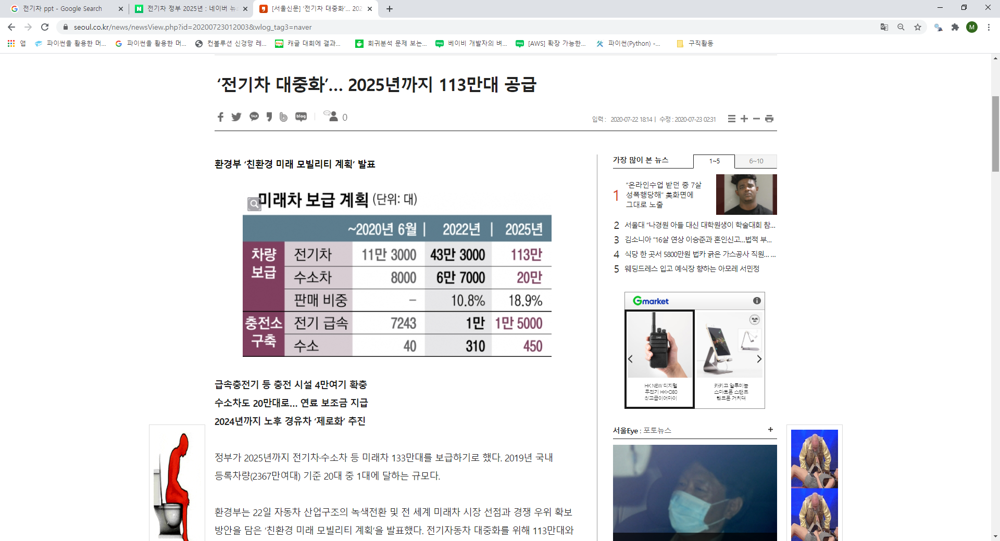 전기차 ppt - Google Search
전기차 정부 2025년 : 네이버 뉴
[서울신문] ‘전기차 대중화’... 202
seoul.co.kr/news/newsView.php?id=20200723012003&wlog_tag3=naver
M
앱
파이썬을 활용한 머...
파이썬을 활용한 머...
컨볼루션 신경망 레...
캐글 대회에 결과...
회귀분석 문제 보는...
베이비 개발자의 벼...
[AWS] 확장 가능한...
파이썬(Python) -...
구직활동
‘전기차 대중화’... 2025년까지 113만대 공급
TALK
blog
0
입력 : 2020-07-22 18:14 | 수정 : 2020-07-23 02:31
환경부 ‘친환경 미래 모빌리티 계획’ 발표
미래차 보급 계획 (단위: 대)
~2020년 6월 | 2022년 | 2025년
차량 보급
전기차 11만 3000 43만 3000 113만
수소차 8000 6만 7000 20만
판매 비중 – 10.8% 18.9%
충전소 구축
전기 급속 7243 1만 1만 5000
수소 40 310 450
급속충전기 등 충전 시설 4만여기 확충
수소차도 20만대로... 연료 보조금 지급
2024년까지 노후 경유차 ‘제로화’ 추진
정부가 2025년까지 전기차·수소차 등 미래차 133만대를 보급하기로 했다. 2019년 국내
등록차량(2367만여대) 기준 20대 중 1대에 달하는 규모다.
환경부는 22일 자동차 산업구조의 녹색전환 및 전 세계 미래차 시장 선점과 경쟁 우위 확보
방안을 담은 ‘친환경 미래 모빌리티 계획’을 발표했다. 전기자동차 대중화를 위해 113만대와
가장 많이 본 뉴스
1~5
6~10
1
“온라인수업 받던 중 7살
성폭행당해” 美화면에
그대로 노출
2 서울대 “나경원 아들 대신 대학원생이 학술대회 참...
3 김소니아 “16살 연상 이승준과 혼인신고...법적 부...
4 식당 한 곳서 5800만원 법카 긁은 가스공사 직원... ...
5 웨딩드레스 입고 예식장 향하는 아모레 서민정
Gmarket
HK NEW 디지털
무전기 HK-D80
3/고급이어마이
카키고 알루미늄
스마트폰 스탠드
핸드폰 거치대
서울Eye : 포토뉴스
+